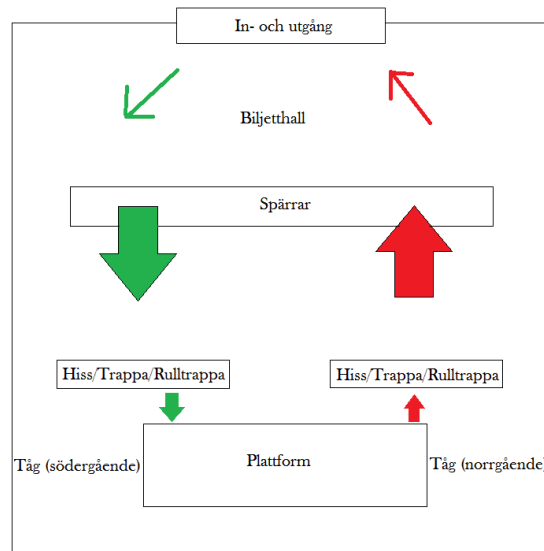 In- och utgång
Biljetthall
Spärrar
Hiss/Trappa/Rulltrappa
Hiss/Trappa/Rulltrappa
Tåg (södergående)
Plattform
Tåg (norrgående)